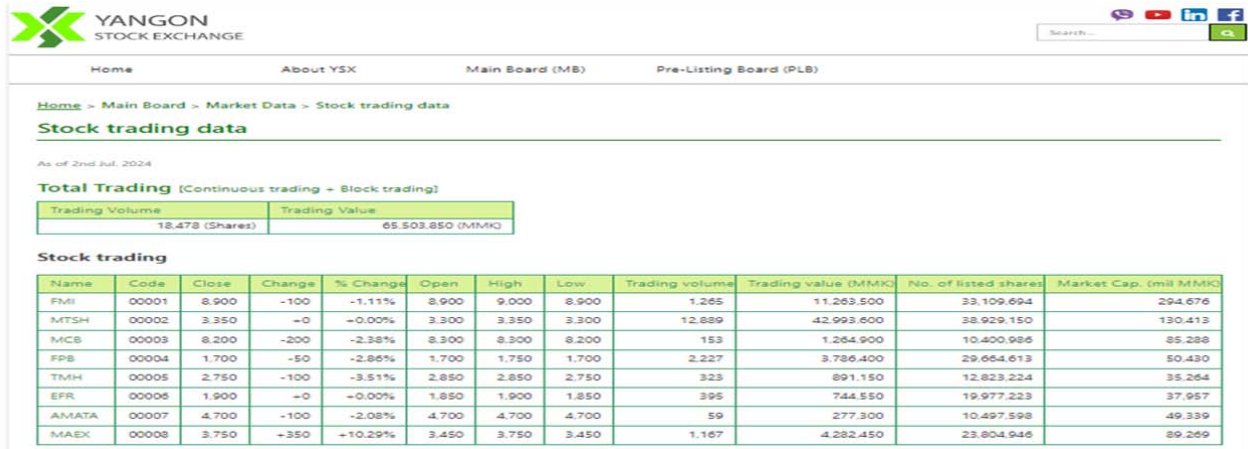 YANGON
STOCK EXCHANGE
Search...
Home About YSX Main Board (MB) Pre-Listing Board (PLB)
Home > Main Board > Market Data > Stock trading data
Stock trading data
As of 2nd Jul, 2024
Total Trading [Continuous trading + Block trading]
Trading Volume Trading Value
18,478 (Shares) 65,503,850 (MMK)
Stock trading
Name Code Close Change % Change Open High Low Trading volume Trading value (MMK) No. of listed shares Market Cap. (mil MMK)
FMI 00001 8,900 -100 -1.11% 8,900 9,000 8,900 1,265 11,263,500 33,109,694 294,676
MTSH 00002 3,350 +0 +0.00% 3,300 3,350 3,300 12,889 42,993,600 38,929,150 130,413
MCB 00003 8,200 -200 -2.38% 8,300 8,300 8,200 153 1,264,900 10,400,986 85,288
FPB 00004 1,700 -50 -2.86% 1,700 1,750 1,700 2,227 3,786,400 29,664,613 50,430
TMH 00005 2,750 -100 -3.51% 2,850 2,850 2,750 323 891,150 12,823,224 35,264
EFR 00006 1,900 +0 +0.00% 1,850 1,900 1,850 395 744,550 19,977,223 37,957
AMATA 00007 4,700 -100 -2.08% 4,700 4,700 4,700 59 277,300 10,497,598 49,339
MAEX 00008 3,750 +350 +10.29% 3,450 3,750 3,450 1,167 4,282,450 23,804,946 89,269